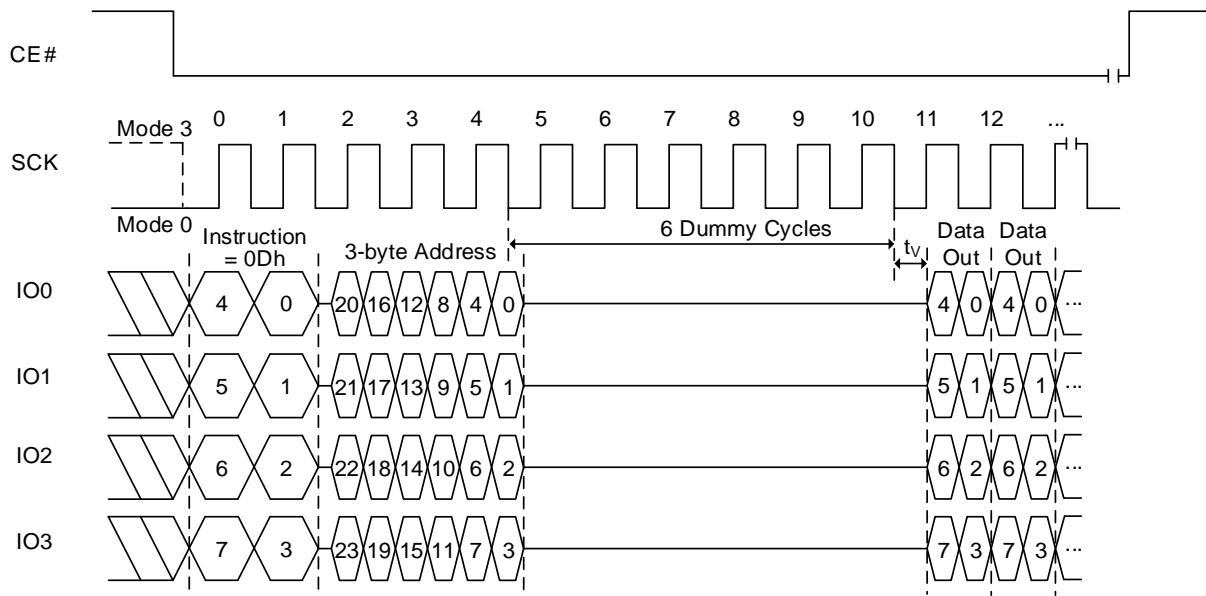 CE#
Mode 3
0 1 2 3 4 5 6 7 8 9 10 11 12 ...
SCK
Mode 0
Instruction
= 0Dh
3-byte Address
6 Dummy Cycles
tV
Data
Out
Data
Out
IO0 4 0 20 16 12 8 4 0 4 0 4 0 ...
IO1 5 1 21 17 13 9 5 1 5 1 5 1 ...
IO2 6 2 22 18 14 10 6 2 6 2 6 2 ...
IO3 7 3 23 19 15 11 7 3 7 3 7 3 ...